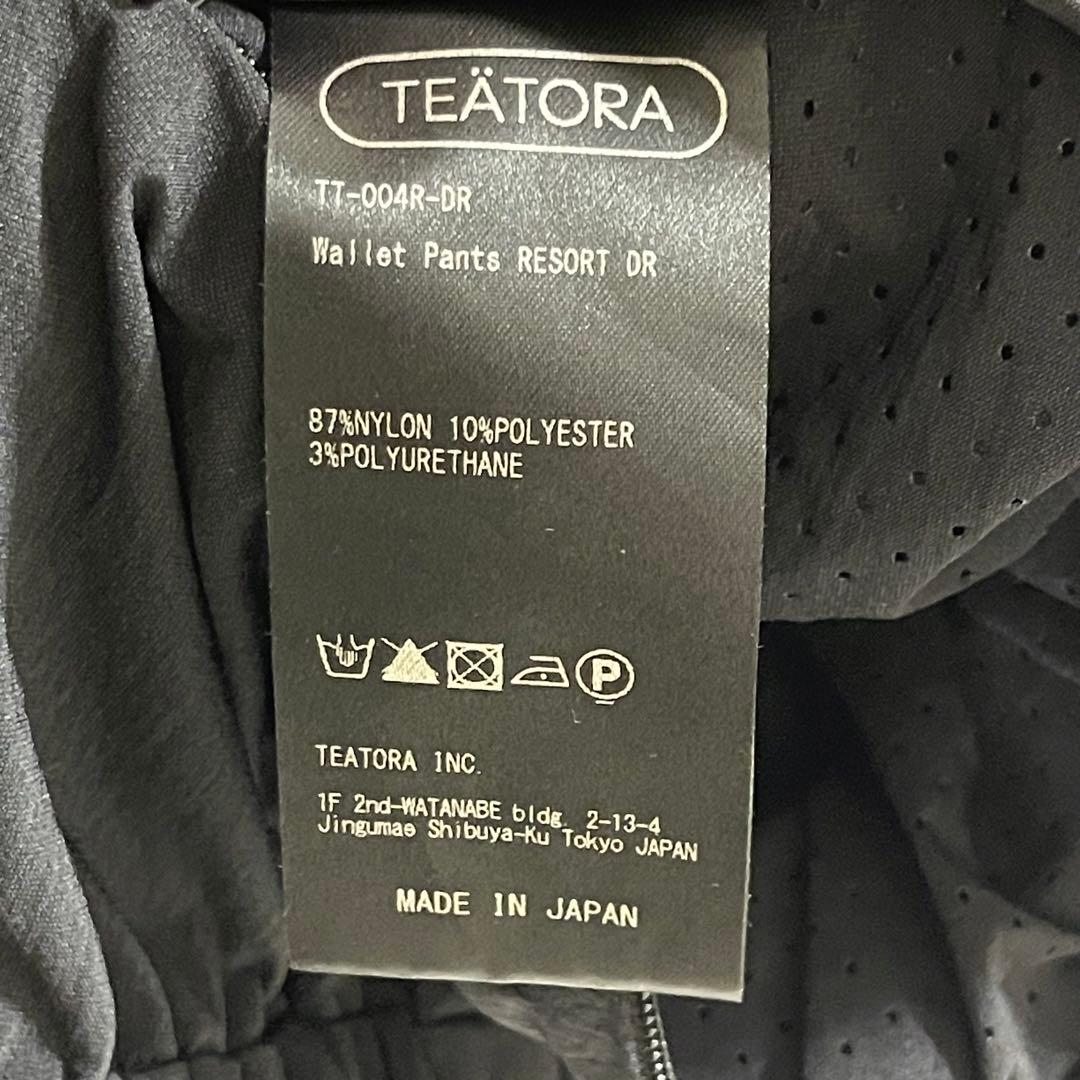 TEÄTORA
TT-004R-DR
Wallet Pants RESORT DR
87%NYLON 10%POLYESTER
3%POLYURETHANE
P
TEATORA INC.
1F 2nd-WATANABE bldg. 2-13-4
Jingumae Shibuya-Ku Tokyo JAPAN
MADE IN JAPAN